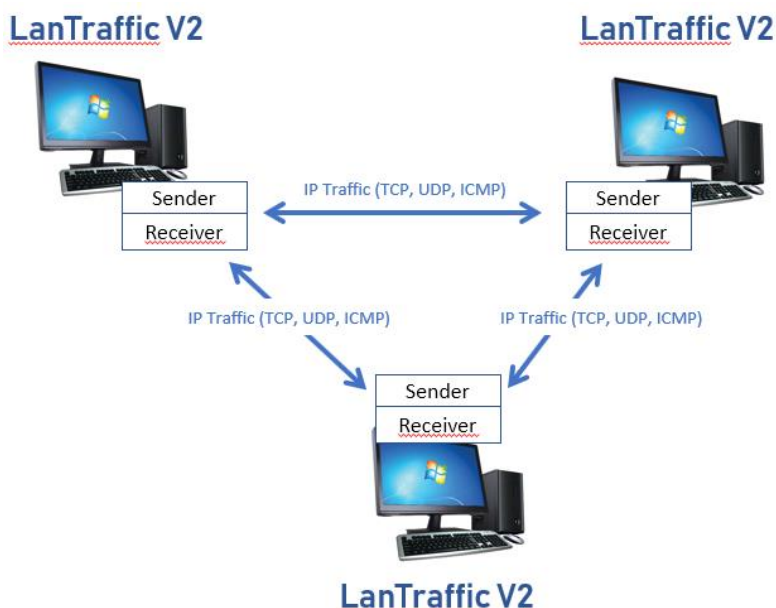 LanTraffic V2
LanTraffic V2
Sender
Receiver
IP Traffic (TCP, UDP, ICMP)
Sender
Receiver
IP Traffic (TCP, UDP, ICMP)
IP Traffic (TCP, UDP, ICMP)
Sender
Receiver
LanTraffic V2